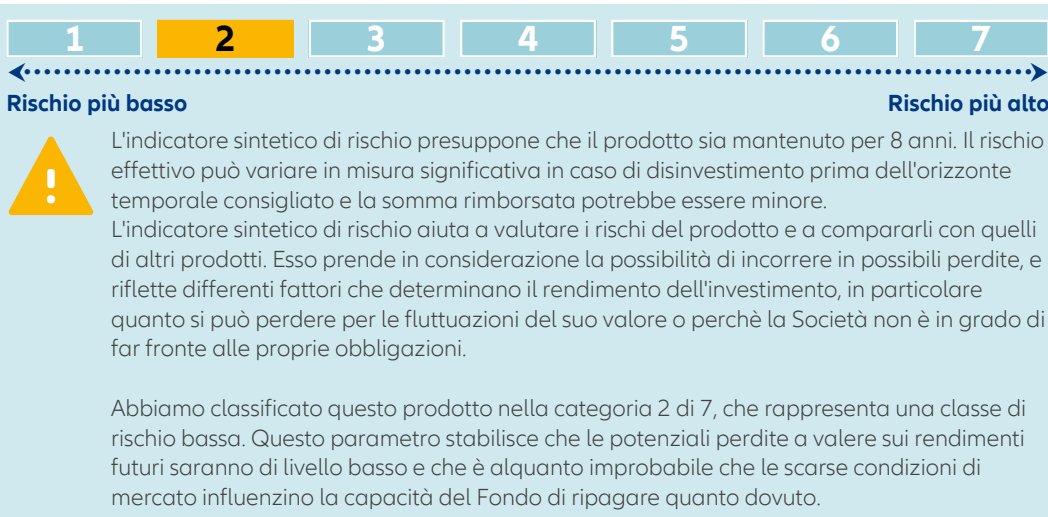 1 2 3 4 5 6 7
Rischio più basso Rischio più alto
L'indicatore sintetico di rischio presuppone che il prodotto sia mantenuto per 8 anni. Il rischio
effettivo può variare in misura significativa in caso di disinvestimento prima dell'orizzonte
temporale consigliato e la somma rimborsata potrebbe essere minore.
L'indicatore sintetico di rischio aiuta a valutare i rischi del prodotto e a compararli con quelli
di altri prodotti. Esso prende in considerazione la possibilità di incorrere in possibili perdite, e
riflette differenti fattori che determinano il rendimento dell'investimento, in particolare
quanto si può perdere per le fluttuazioni del suo valore o perchè la Società non è in grado di
far fronte alle proprie obbligazioni.
Abbiamo classificato questo prodotto nella categoria 2 di 7, che rappresenta una classe di
rischio bassa. Questo parametro stabilisce che le potenziali perdite a valere sui rendimenti
futuri saranno di livello basso e che è alquanto improbabile che le scarse condizioni di
mercato influenzino la capacità del Fondo di ripagare quanto dovuto.